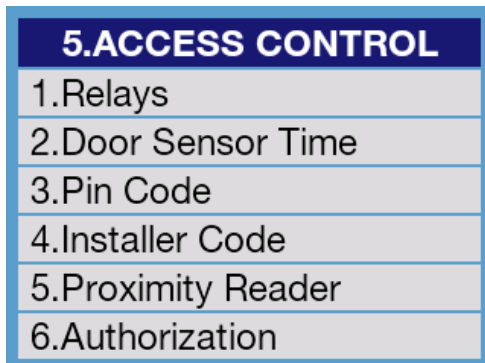 5.ACCESS CONTROL
1.Relays
2.Door Sensor Time
3.Pin Code
4.Installer Code
5.Proximity Reader
6.Authorization